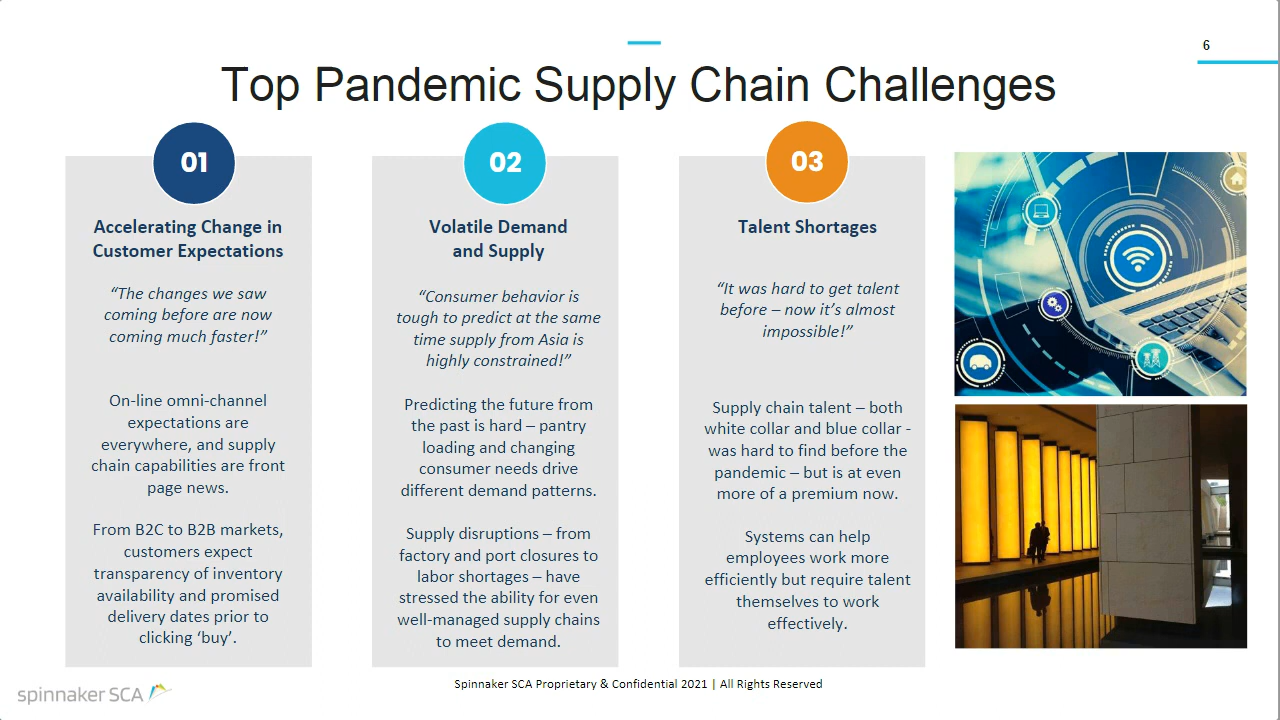 6
Top Pandemic Supply Chain Challenges
01
Accelerating Change in
Customer Expectations
“The changes we saw
coming before are now
coming much faster!”
On-line omni-channel
expectations are
everywhere, and supply
chain capabilities are front
page news.
From B2C to B2B markets,
customers expect
transparency of inventory
availability and promised
delivery dates prior to
clicking ‘buy’.
02
Volatile Demand
and Supply
“Consumer behavior is
tough to predict at the same
time supply from Asia is
highly constrained!”
Predicting the future from
the past is hard – pantry
loading and changing
consumer needs drive
different demand patterns.
Supply disruptions – from
factory and port closures to
labor shortages – have
stressed the ability for even
well-managed supply chains
to meet demand.
03
Talent Shortages
“It was hard to get talent
before – now it’s almost
impossible!”
Supply chain talent – both
white collar and blue collar -
was hard to find before the
pandemic – but is at even
more of a premium now.
Systems can help
employees work more
efficiently but require talent
themselves to work
effectively.
spinnaker SCA
Spinnaker SCA Proprietary & Confidential 2021 | All Rights Reserved